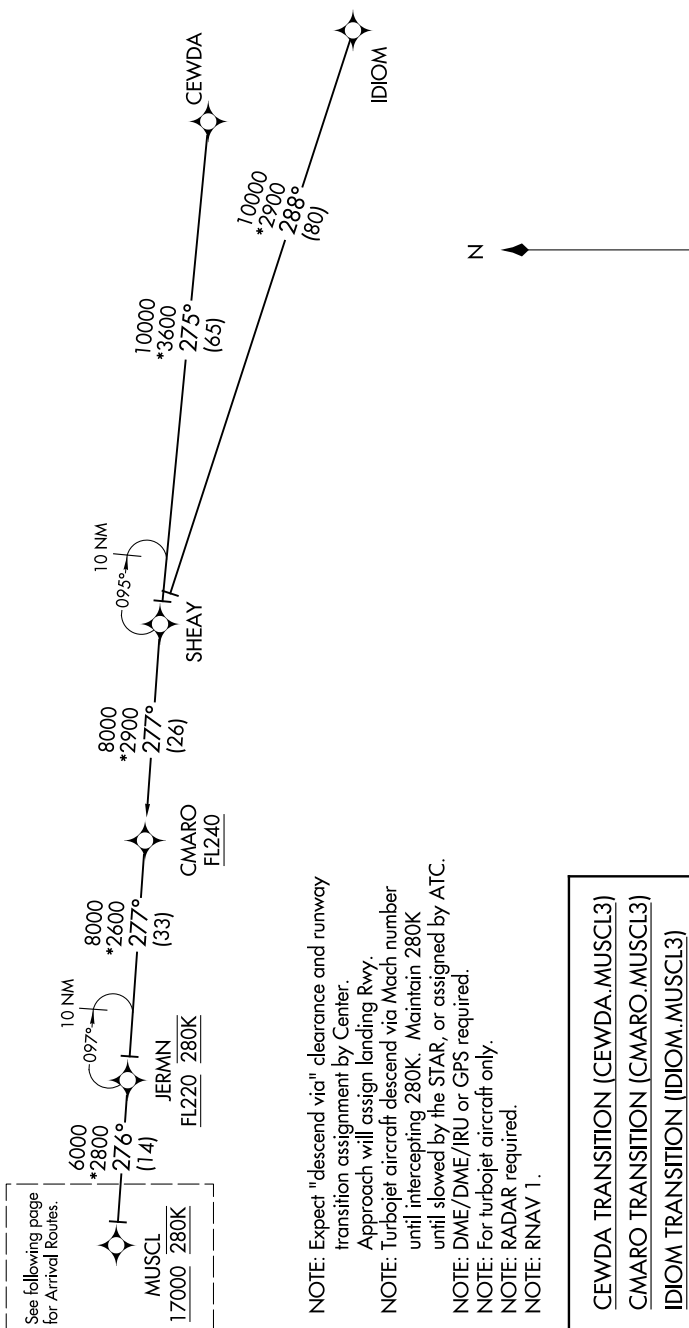 See following page
for Arrival Routes.
MUSCL
17000 280K
6000
*2800
276°
(14)
JERMN
FL220 280K
097°
10 NM
8000
*2600
277°
(33)
CMARO
FL240
8000
*2900
277°
(26)
SHEAY
095°
10 NM
10000
*3600
275°
(65)
CEWDA
10000
*2900
288°
(80)
IDIOM
N
NOTE: Expect "descend via" clearance and runway
transition assignment by Center.
Approach will assign landing Rwy.
NOTE: Turbojet aircraft descend via Mach number
until intercepting 280K. Maintain 280K
until slowed by the STAR, or assigned by ATC.
NOTE: DME/DME/IRU or GPS required.
NOTE: For turbojet aircraft only.
NOTE: RADAR required.
NOTE: RNAV 1.
CEWDA TRANSITION (CEWDA.MUSCL3)
CMARO TRANSITION (CMARO.MUSCL3)
IDIOM TRANSITION (IDIOM.MUSCL3)